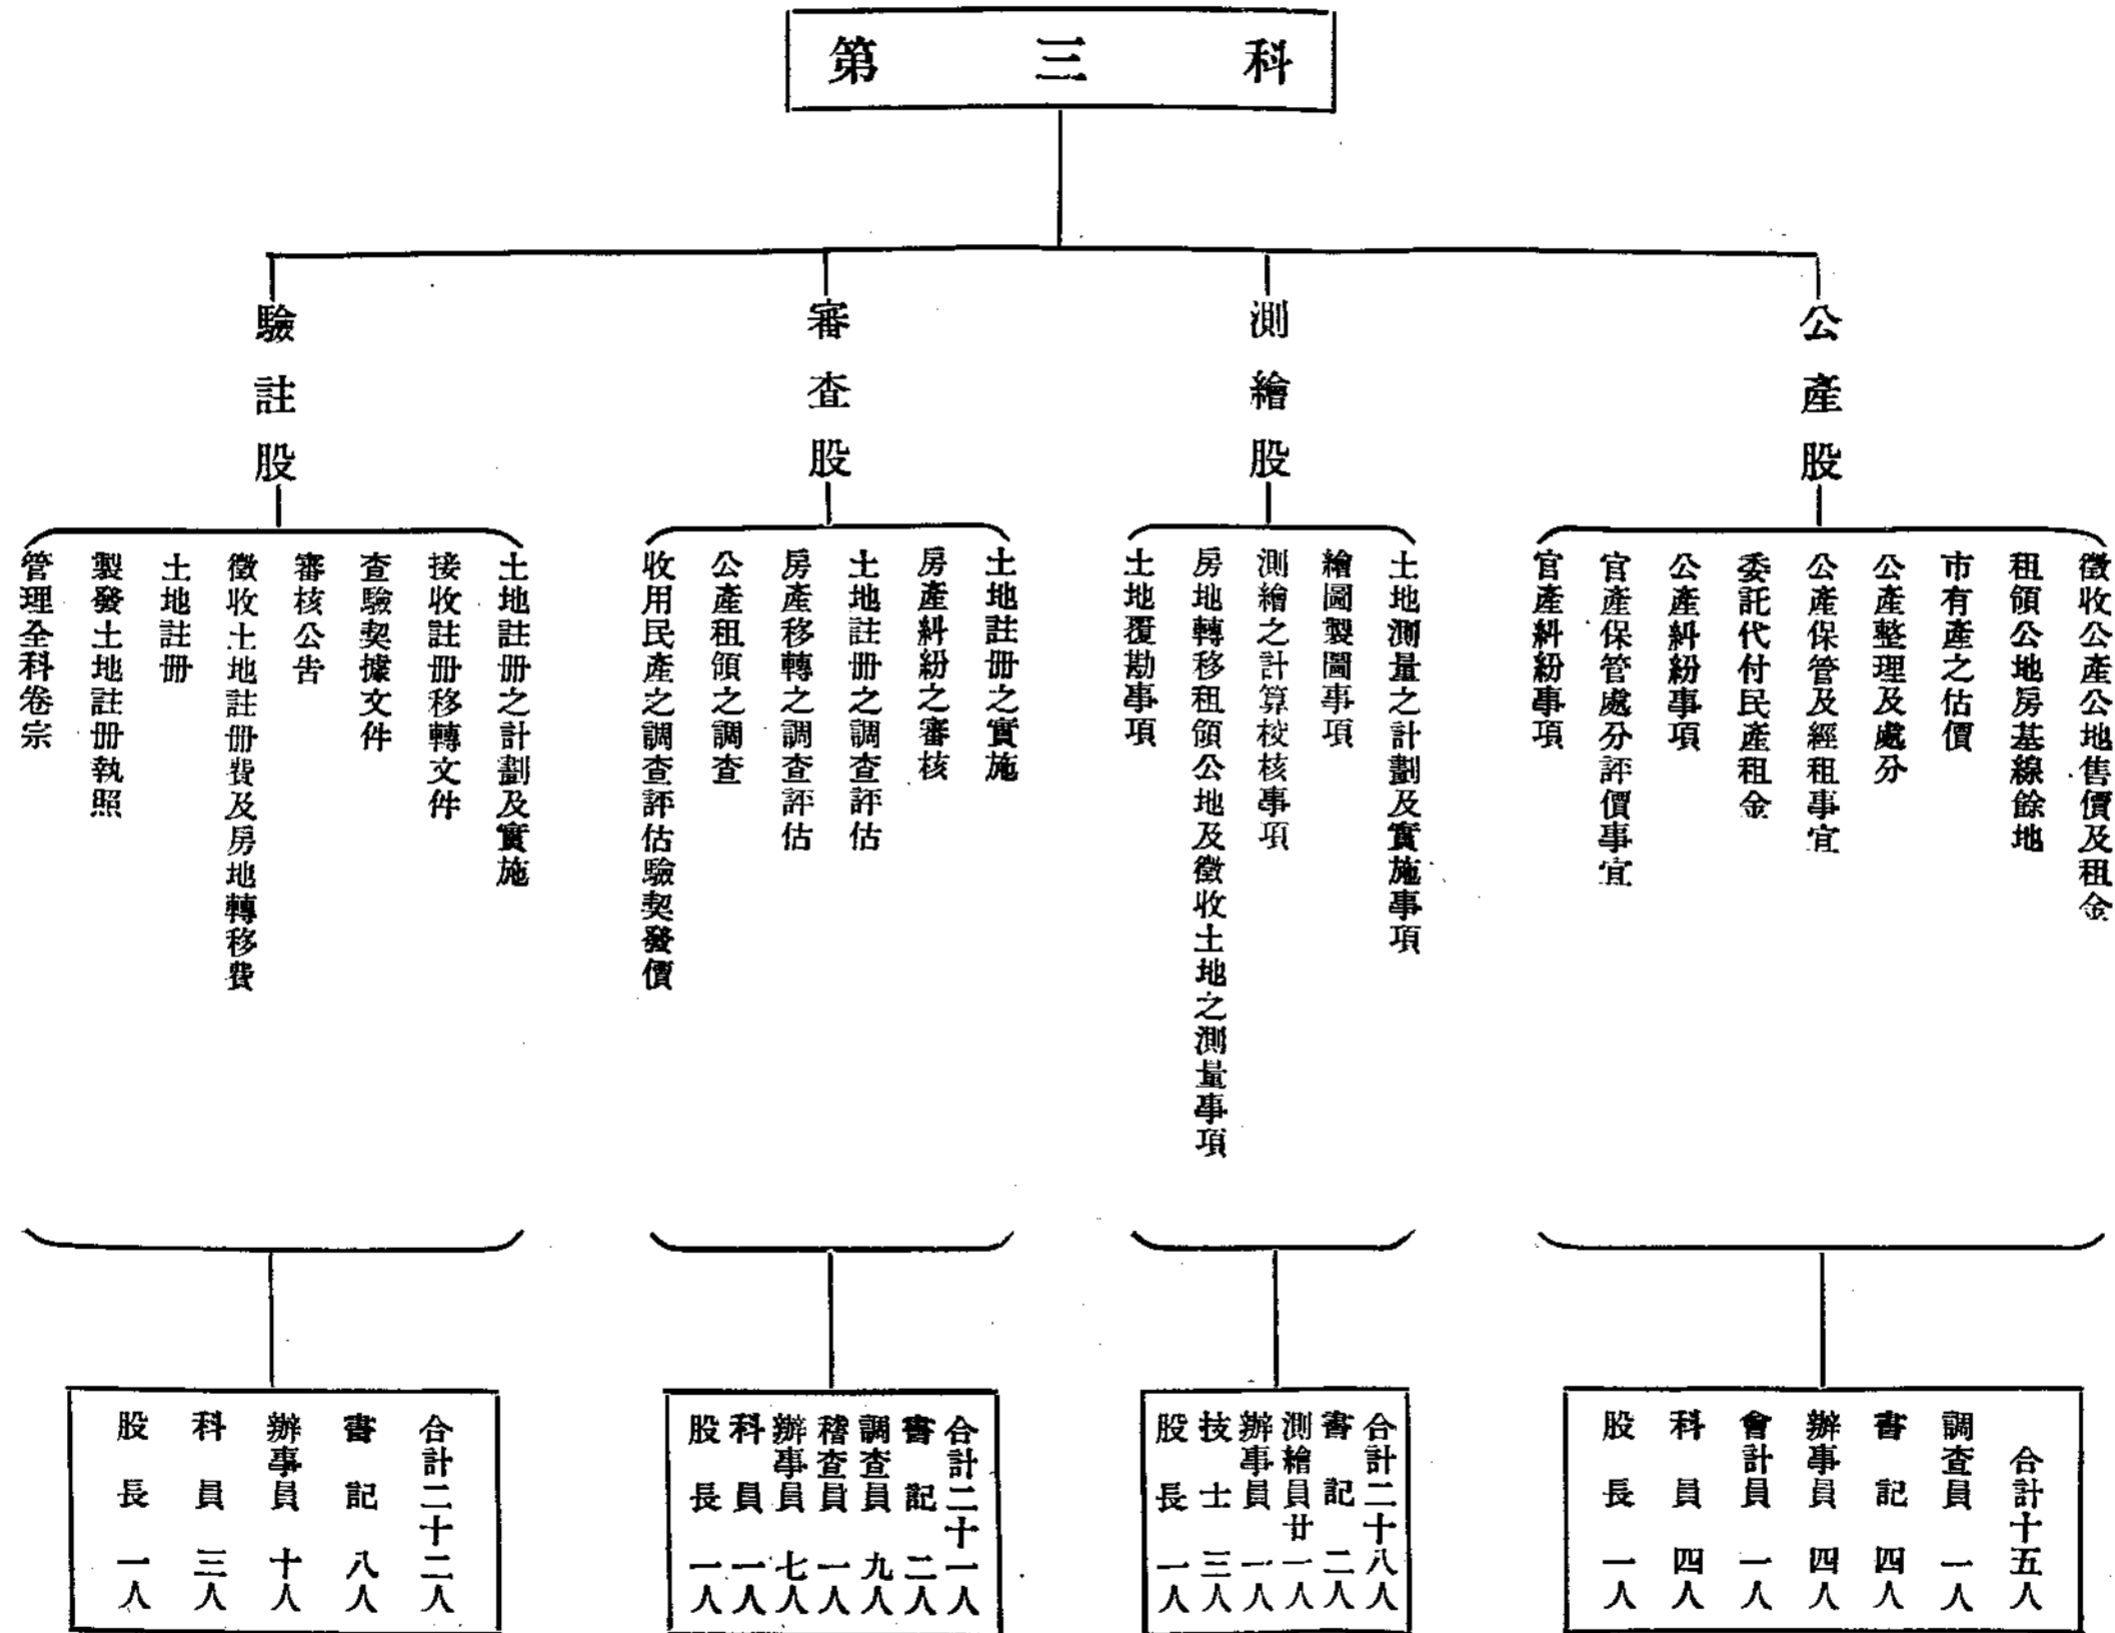 第三科
驗註股
土地註册之計劃及實施
接收註册移轉文件
查驗契據文件
審核公告
徵收土地註册費及房地轉移費
土地註冊
製發土地註册執照
管理全科卷宗
股長一人
科員三人
辦事員十人
書記八人
合計二十二人
審查股
土地註冊之實施
房產糾紛之審核
土地註冊之調查評估
房產移轉之調查評估
公產租領之調查
收用民產之調查評估驗契發價
股長一人
科員一人
辦事員七人
稽查員一人
調查員九人
書記二人
合計二十一人
測繪股
土地測量之計劃及實施事項
繪圖製圖事項
測繪之計算校核事項
房地轉移租領公地及徵收土地之測量事項
土地覆勘事項
股長一人
技士三人
辦事員一人
測繪員廿一人
書記二人
合計二十八人
公產股
徵收公產公地售價及租金
租領公地房基線餘地
市有產之估價
公產整理及處分
公產保管及經租事宜
委託代付民產租金
公產糾紛事項
官產保管處分評價事宜
官產糾紛事項
股長一人
科員四人
會計員一人
辦事員四人
書記四人
調查員一人
合計十五人